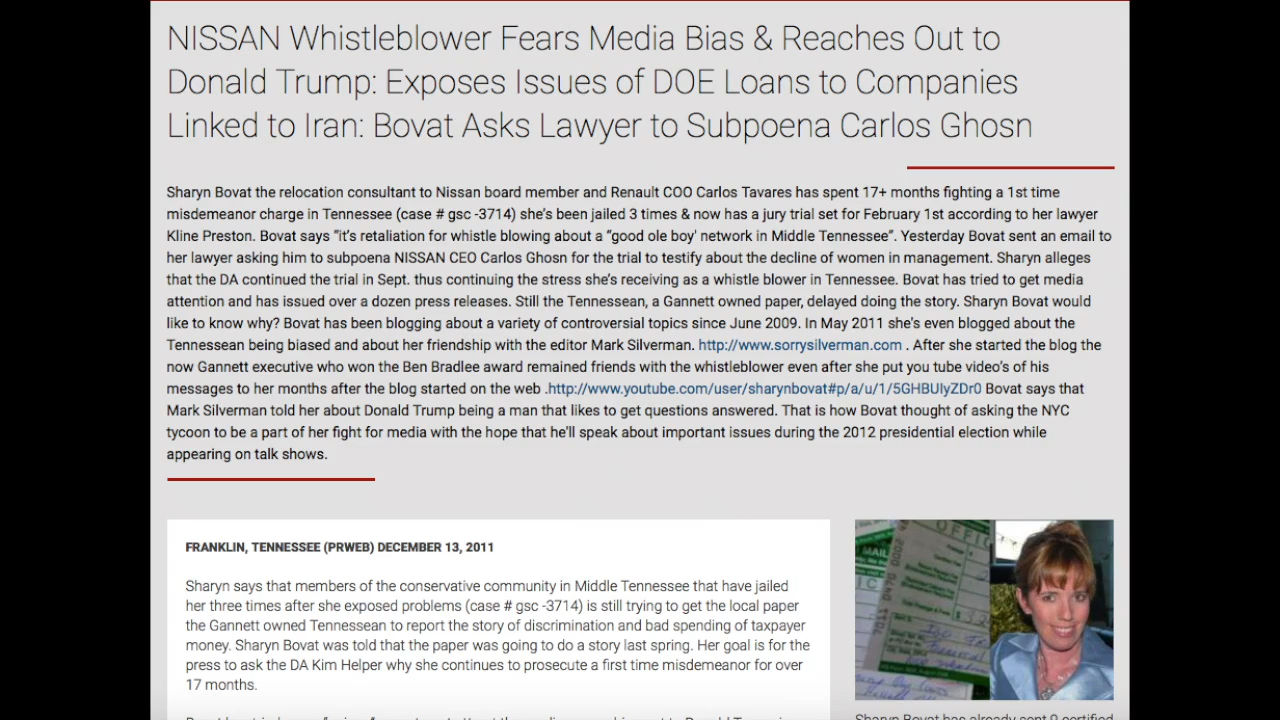 NISSAN Whistleblower Fears Media Bias & Reaches Out to
Donald Trump: Exposes Issues of DOE Loans to Companies
Linked to Iran: Bovat Asks Lawyer to Subpoena Carlos Ghosn
Sharyn Bovat the relocation consultant to Nissan board member and Renault COO Carlos Tavares has spent 17+ months fighting a 1st time
misdemeanor charge in Tennessee (case # gsc -3714) she's been jailed 3 times & now has a jury trial set for February 1st according to her lawyer
Kline Preston. Bovat says "it's retaliation for whistle blowing about a "good ole boy' network in Middle Tennessee". Yesterday Bovat sent an email to
her lawyer asking him to subpoena NISSAN CEO Carlos Ghosn for the trial to testify about the decline of women in management. Sharyn alleges
that the DA continued the trial in Sept. thus continuing the stress she's receiving as a whistle blower in Tennessee. Bovat has tried to get media
attention and has issued over a dozen press releases. Still the Tennessean, a Gannett owned paper, delayed doing the story. Sharyn Bovat would
like to know why? Bovat has been blogging about a variety of controversial topics since June 2009. In May 2011 she's even blogged about the
Tennessean being biased and about her friendship with the editor Mark Silverman. http://www.sorrysilverman.com . After she started the blog the
now Gannett executive who won the Ben Bradlee award remained friends with the whistleblower even after she put you tube video's of his
messages to her months after the blog started on the web .http://www.youtube.com/user/sharynbovat#p/a/u/1/5GHBUIyZDr0 Bovat says that
Mark Silverman told her about Donald Trump being a man that likes to get questions answered. That is how Bovat thought of asking the NYC
tycoon to be a part of her fight for media with the hope that he'll speak about important issues during the 2012 presidential election while
appearing on talk shows.
FRANKLIN, TENNESSEE (PRWEB) DECEMBER 13, 2011
Sharyn says that members of the conservative community in Middle Tennessee that have jailed
her three times after she exposed problems (case # gsc -3714) is still trying to get the local paper
the Gannett owned Tennessean to report the story of discrimination and bad spending of taxpayer
money. Sharyn Bovat was told that the paper was going to do a story last spring. Her goal is for the
press to ask the DA Kim Helper why she continues to prosecute a first time misdemeanor for over
17 months.
OFFIC
MAIL
Sharyn Bovat has already sent 9 certified